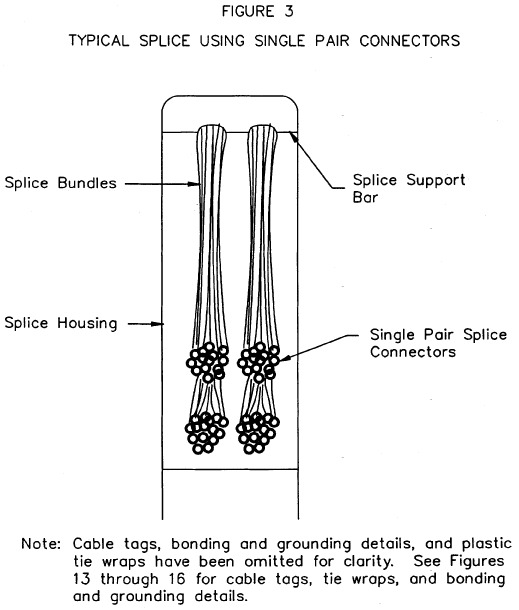 FIGURE 3
TYPICAL SPLICE USING SINGLE PAIR CONNECTORS
Splice Bundles
Splice Support
Bar
Splice Housing
Single Pair Splice
Connectors
Note: Cable tags, bonding and grounding details, and plastic
tie wraps have been omitted for clarity. See Figures
13 through 16 for cable tags, tie wraps, and bonding
and grounding details.